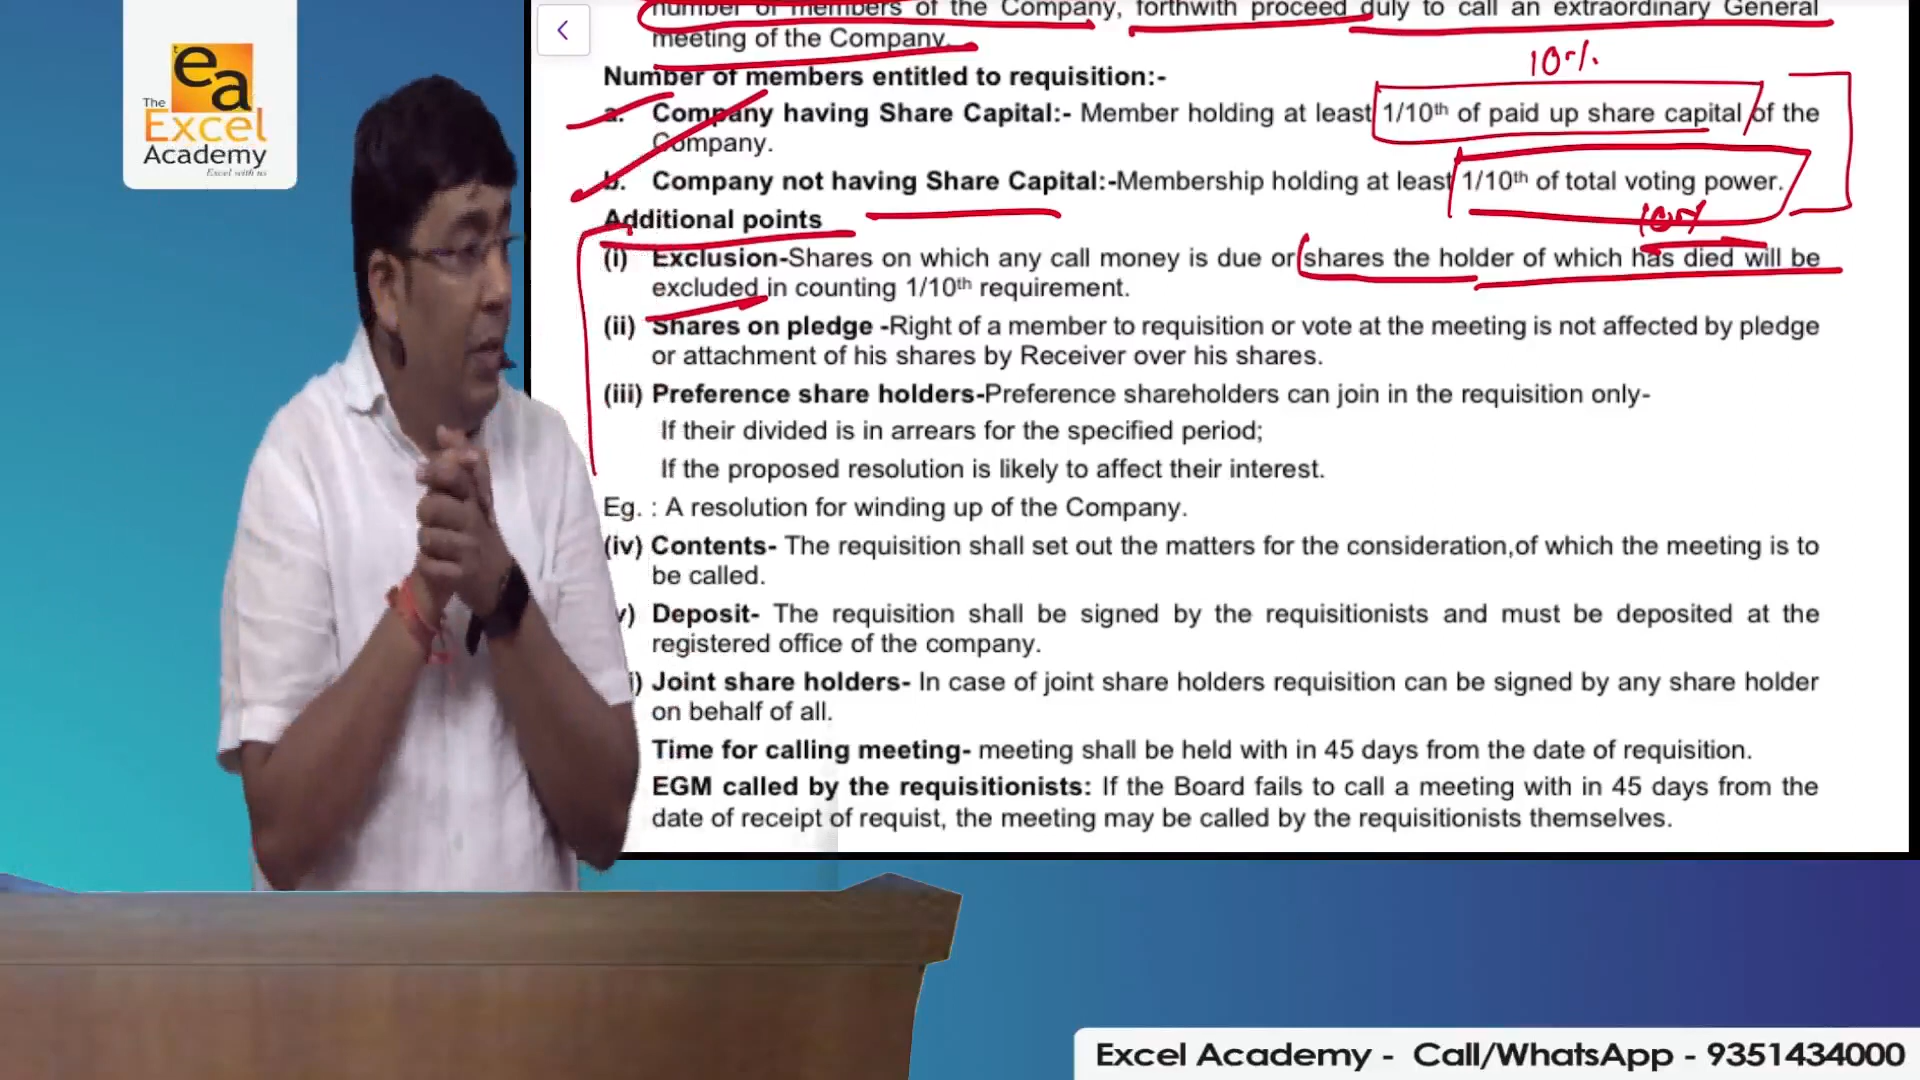 number of members of the Company, forthwith proceed duly to call an extraordinary General
meeting of the Company.
10%
Number of members entitled to requisition:-
a. Company having Share Capital:- Member holding at least 1/10th of paid up share capital of the
Company.
b. Company not having Share Capital:-Membership holding at least 1/10th of total voting power.
10%
Additional points
(i) Exclusion-Shares on which any call money is due or shares the holder of which has died will be
excluded in counting 1/10th requirement.
(ii) Shares on pledge -Right of a member to requisition or vote at the meeting is not affected by pledge
or attachment of his shares by Receiver over his shares.
(iii) Preference share holders-Preference shareholders can join in the requisition only-
If their divided is in arrears for the specified period;
If the proposed resolution is likely to affect their interest.
Eg. : A resolution for winding up of the Company.
(iv) Contents- The requisition shall set out the matters for the consideration,of which the meeting is to
be called.
v) Deposit- The requisition shall be signed by the requisitionists and must be deposited at the
registered office of the company.
i) Joint share holders- In case of joint share holders requisition can be signed by any share holder
on behalf of all.
Time for calling meeting- meeting shall be held with in 45 days from the date of requisition.
EGM called by the requisitionists: If the Board fails to call a meeting with in 45 days from the
date of receipt of requist, the meeting may be called by the requisitionists themselves.
ea
The
Excel
Academy
Excel with us
Excel Academy - Call/WhatsApp - 9351434000